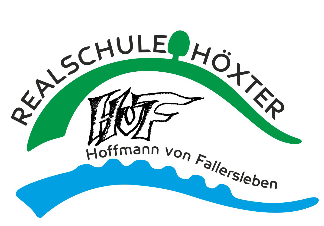 REALSCHULE HÖXTER
HvF
Hoffmann von Fallersleben